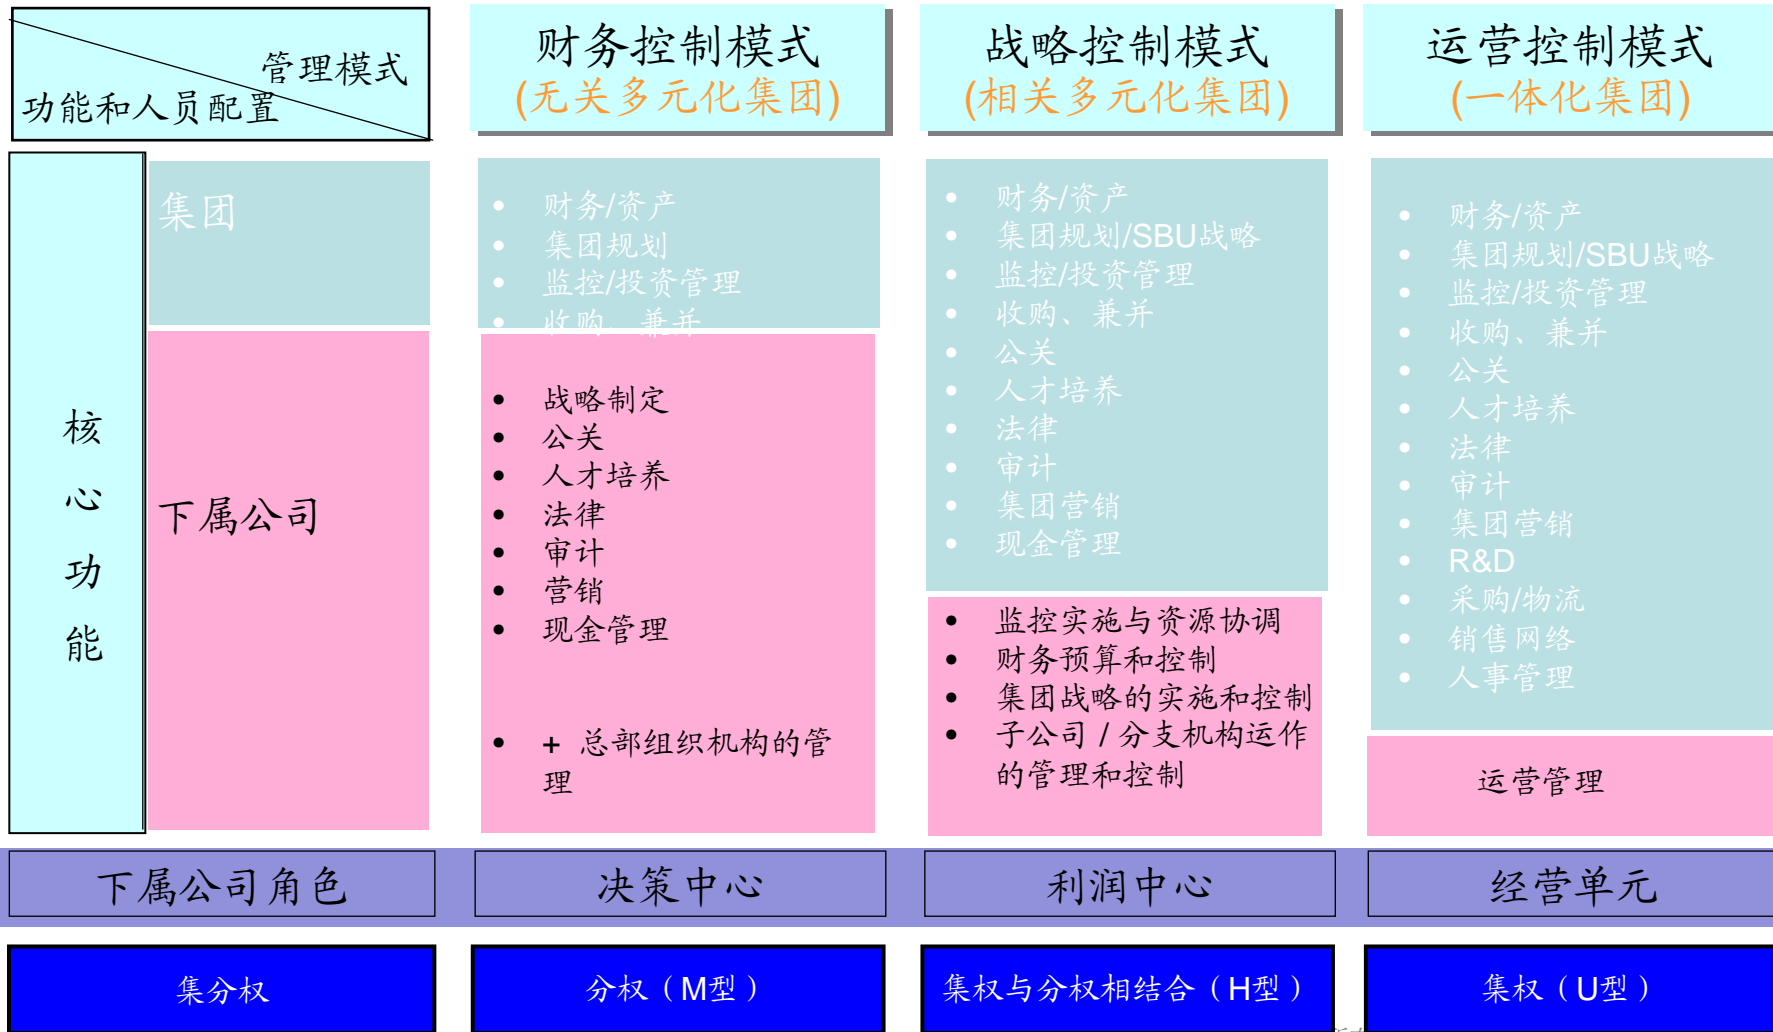 管理模式
功能和人员配置
财务控制模式
(无关多元化集团)
战略控制模式
(相关多元化集团)
运营控制模式
(一体化集团)
核
心
功
能
集团
• 财务/资产
• 集团规划
• 监控/投资管理
• 收购、兼并
• 财务/资产
• 集团规划/SBU战略
• 监控/投资管理
• 收购、兼并
• 公关
• 人才培养
• 法律
• 审计
• 集团营销
• 现金管理
• 财务/资产
• 集团规划/SBU战略
• 监控/投资管理
• 收购、兼并
• 公关
• 人才培养
• 法律
• 审计
• 集团营销
• R&D
• 采购/物流
• 销售网络
• 人事管理
下属公司
• 战略制定
• 公关
• 人才培养
• 法律
• 审计
• 营销
• 现金管理
• + 总部组织机构的管
理
• 监控实施与资源协调
• 财务预算和控制
• 集团战略的实施和控制
• 子公司 / 分支机构运作
的管理和控制
运营管理
下属公司角色
决策中心
利润中心
经营单元
集分权
分权（M型）
集权与分权相结合（H型）
集权（U型）